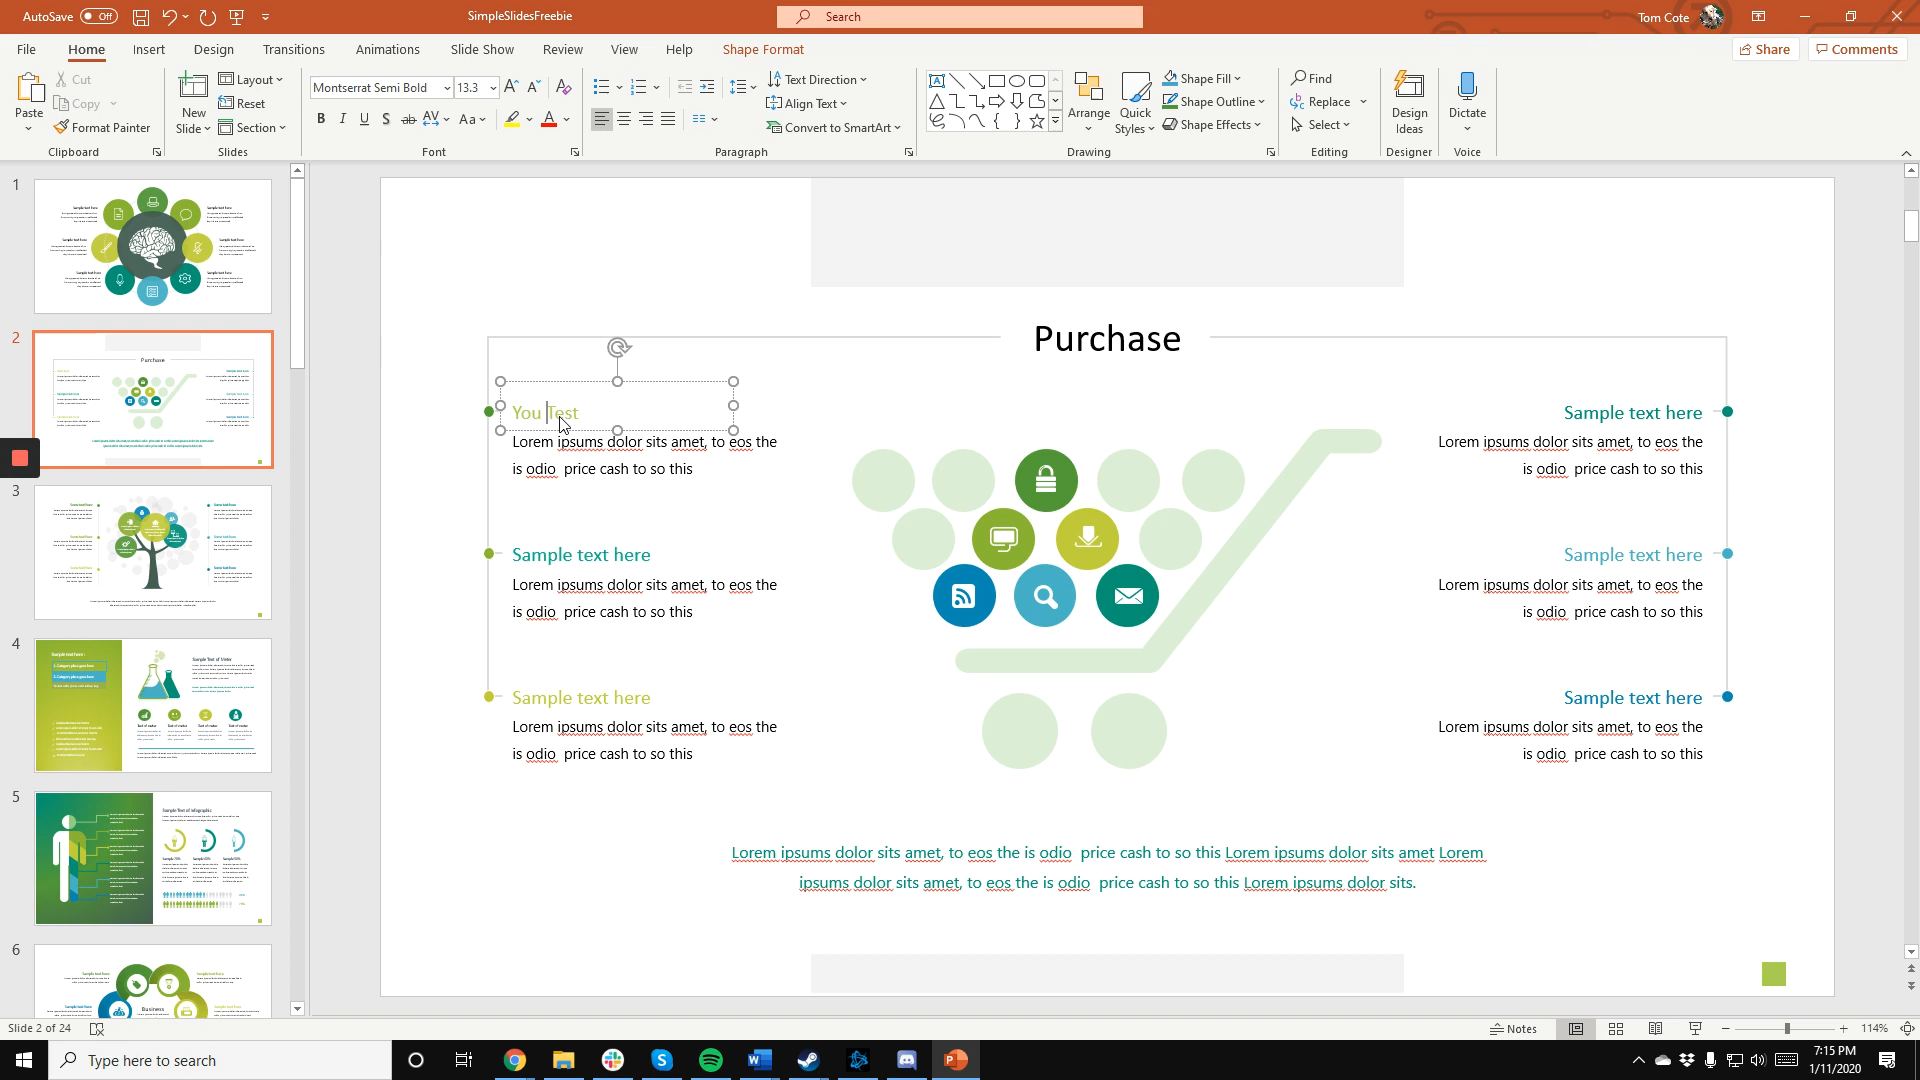 AutoSave Off
SimpleSlidesFreebie
Search
Tom Cote
File Home Insert Design Transitions Animations Slide Show Review View Help Shape Format
Share Comments
Paste
Cut
Copy
Format Painter
Clipboard
New
Slide
Layout
Reset
Section
Slides
Montserrat Semi Bold 13.3
B I U S ab AV Aa A
Font
Text Direction
Align Text
Convert to SmartArt
Paragraph
Arrange
Quick
Styles
Shape Fill
Shape Outline
Shape Effects
Drawing
Find
Replace
Select
Editing
Design
Ideas
Designer
Dictate
Voice
1
2
Purchase
3
4
5
6
Business
Purchase
You Test
Lorem ipsums dolor sits amet, to eos the
is odio price cash to so this
Sample text here
Lorem ipsums dolor sits amet, to eos the
is odio price cash to so this
Sample text here
Lorem ipsums dolor sits amet, to eos the
is odio price cash to so this
Sample text here
Lorem ipsums dolor sits amet, to eos the
is odio price cash to so this
Sample text here
Lorem ipsums dolor sits amet, to eos the
is odio price cash to so this
Sample text here
Lorem ipsums dolor sits amet, to eos the
is odio price cash to so this
Lorem ipsums dolor sits amet, to eos the is odio price cash to so this Lorem ipsums dolor sits amet Lorem
ipsums dolor sits amet, to eos the is odio price cash to so this Lorem ipsums dolor sits.
Slide 2 of 24
Notes
114%
Type here to search
7:15 PM
1/11/2020